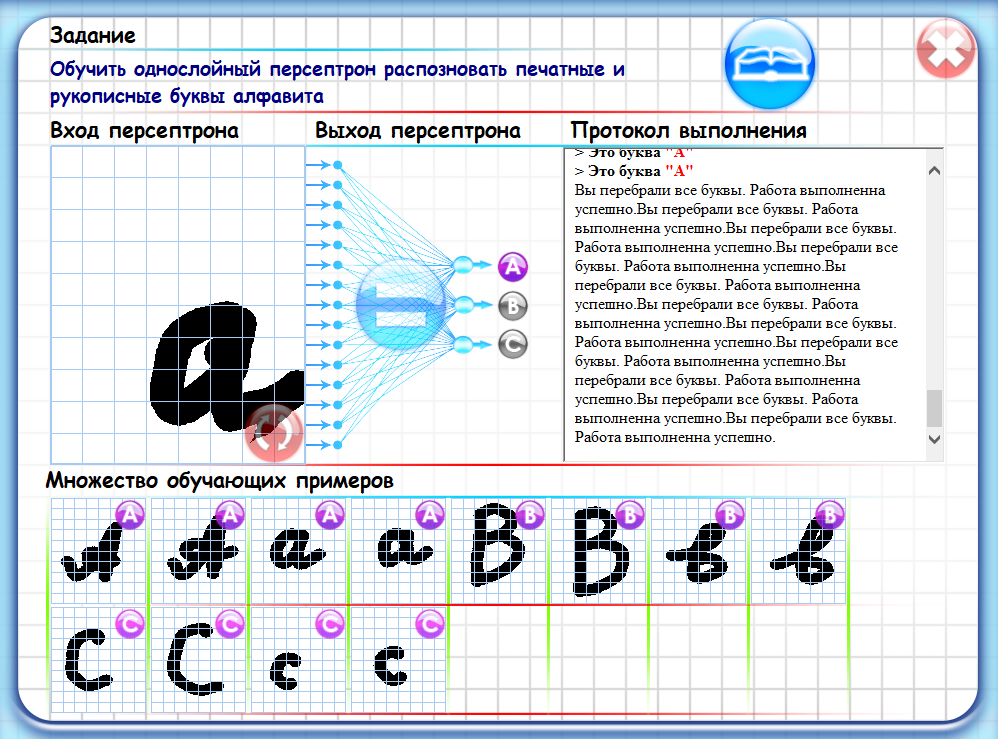 Задание
Обучить однослойный персептрон распозновать печатные и
рукописные буквы алфавита
Вход персептрона
Выход персептрона
Протокол выполнения
> Это буква "А"
> Это буква "А"
Вы перебрали все буквы. Работа выполненна
успешно.Вы перебрали все буквы. Работа
выполненна успешно.Вы перебрали все буквы.
Работа выполненна успешно.Вы перебрали все
буквы. Работа выполненна успешно.Вы
перебрали все буквы. Работа выполненна
успешно.Вы перебрали все буквы. Работа
выполненна успешно.Вы перебрали все буквы.
Работа выполненна успешно.Вы перебрали все
буквы. Работа выполненна успешно.Вы
перебрали все буквы. Работа выполненна
успешно.Вы перебрали все буквы. Работа
выполненна успешно.Вы перебрали все буквы.
Работа выполненна успешно.
а
А
В
С
Множество обучающих примеров
А А А А В В В В
А А а а В В в в
С С С С
С С с с